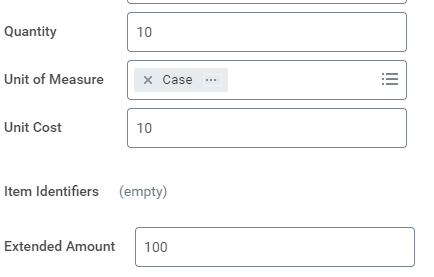 Quantity 10
Unit of Measure × Case ...
Unit Cost 10
Item Identifiers (empty)
Extended Amount 100